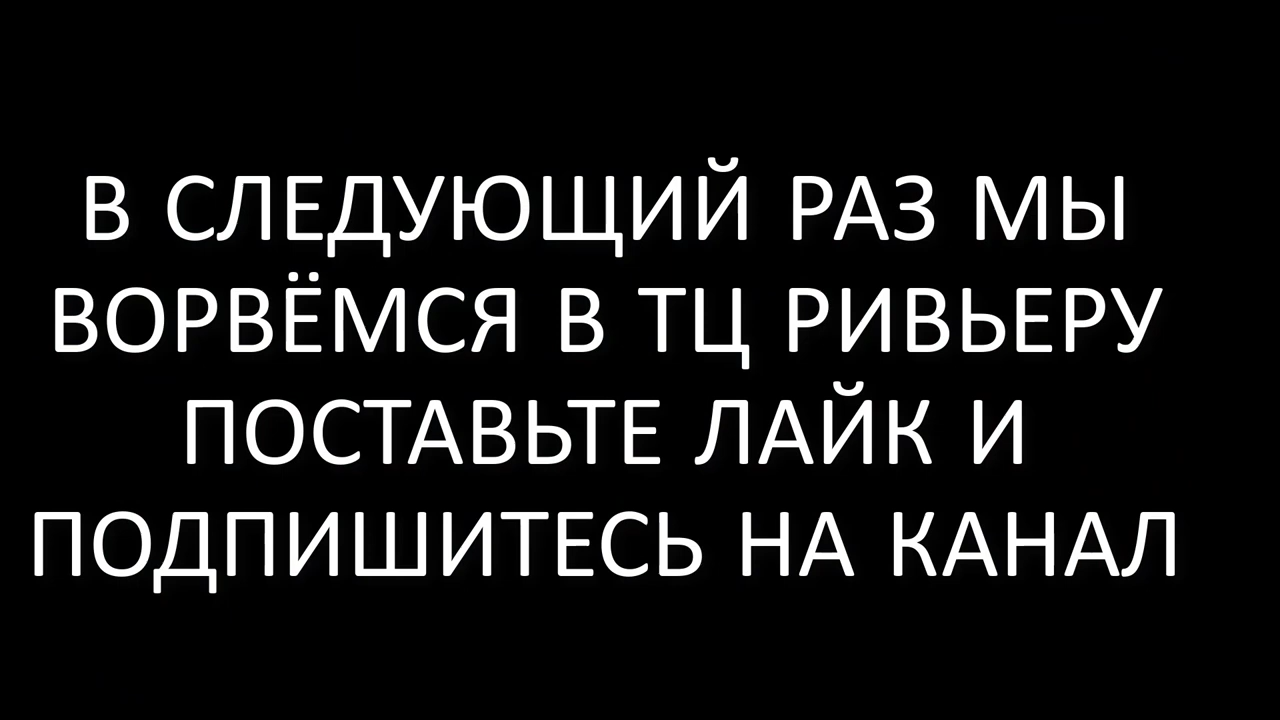 В СЛЕДУЮЩИЙ РАЗ МЫ
ВОРВЁМСЯ В ТЦ РИВЬЕРУ
ПОСТАВЬТЕ ЛАЙК И
ПОДПИШИТЕСЬ НА КАНАЛ